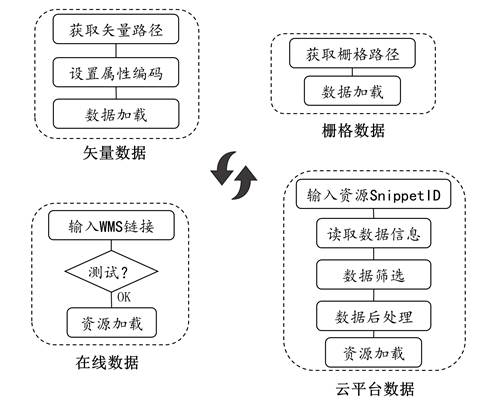 获取矢量路径
设置属性编码
数据加载
矢量数据
获取栅格路径
数据加载
栅格数据
输入WMS链接
测试?
OK
资源加载
在线数据
输入资源SnippetID
读取数据信息
数据筛选
数据后处理
资源加载
云平台数据